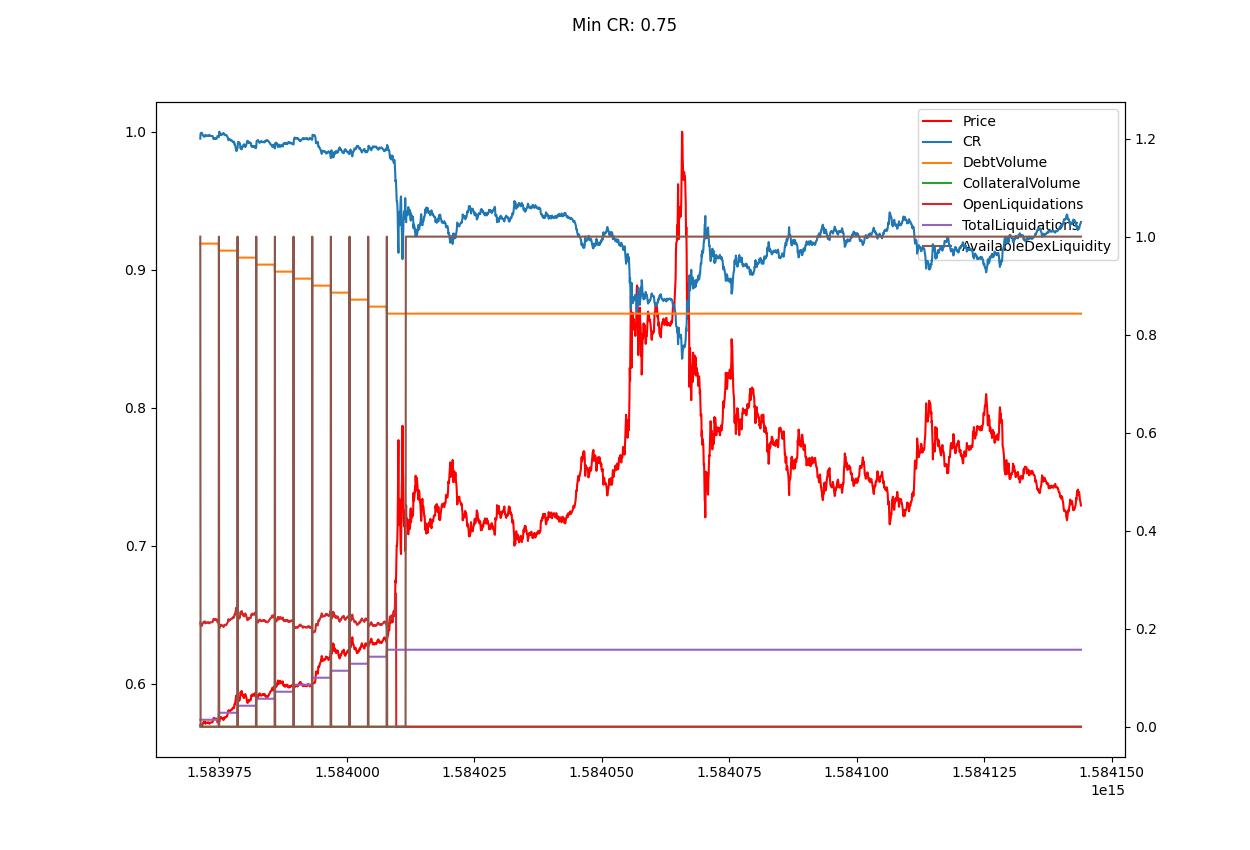 Min CR: 0.75
1.0
0.9
0.8
0.7
0.6
Price
CR
DebtVolume
CollateralVolume
OpenLiquidations
TotalLiquidations
AvailableDexLiquidity
1.2
1.0
0.8
0.6
0.4
0.2
0.0
1.583975 1.584000 1.584025 1.584050 1.584075 1.584100 1.584125 1.584150
1e15